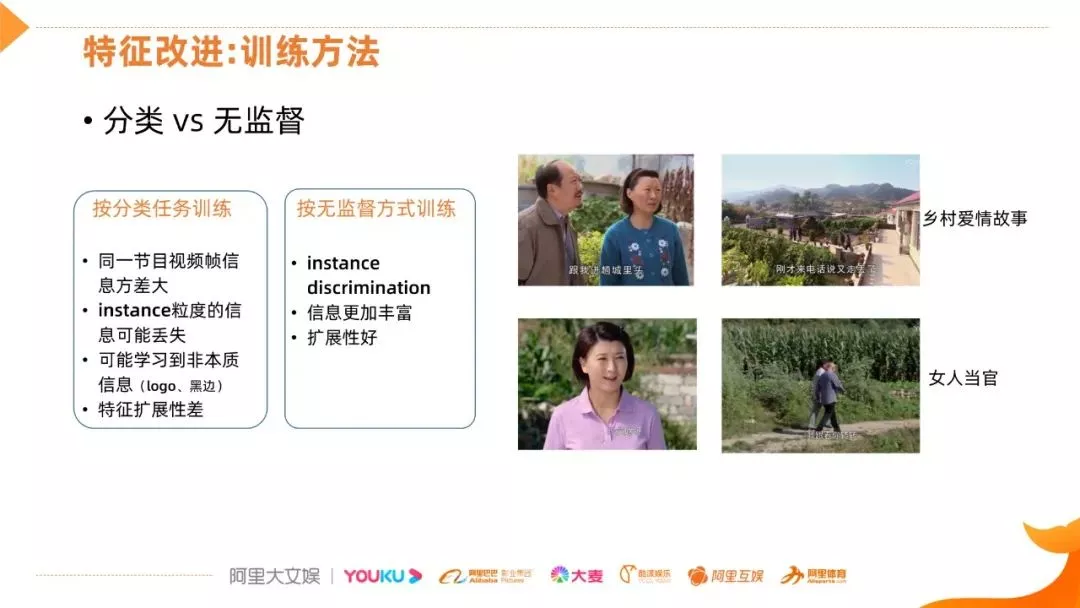 特征改进:训练方法
• 分类 vs 无监督
按分类任务训练
• 同一节目视频帧信
息方差大
• instance粒度的信
息可能丢失
• 可能学习到非本质
信息（logo、黑边）
• 特征扩展性差
按无监督方式训练
• instance
discrimination
• 信息更加丰富
• 扩展性好
跟我进趟城里子
刚才来电话说又走去了
乡村爱情故事
女人当官
阿里大文娱
YOUKU
阿里巴巴 影业集团
Alibaba Pictures
大麦
酷漾娱乐
阿里互娱
阿里体育
Alisports.com